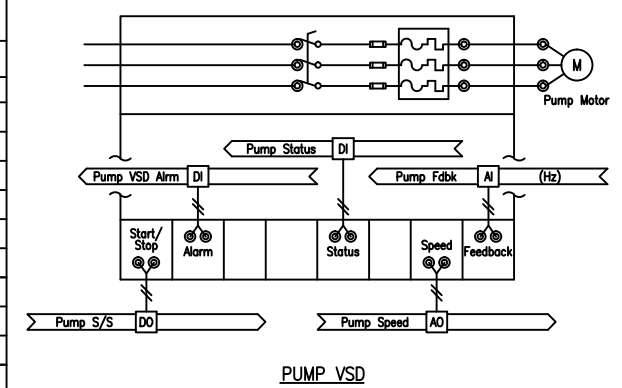 M
Pump Motor
Pump Status DI
Pump VSD Alrm DI
Pump Fdbk AI (Hz)
Start/
Stop
Alarm
Status
Speed
Feedback
Pump S/S DO
Pump Speed AO
PUMP VSD